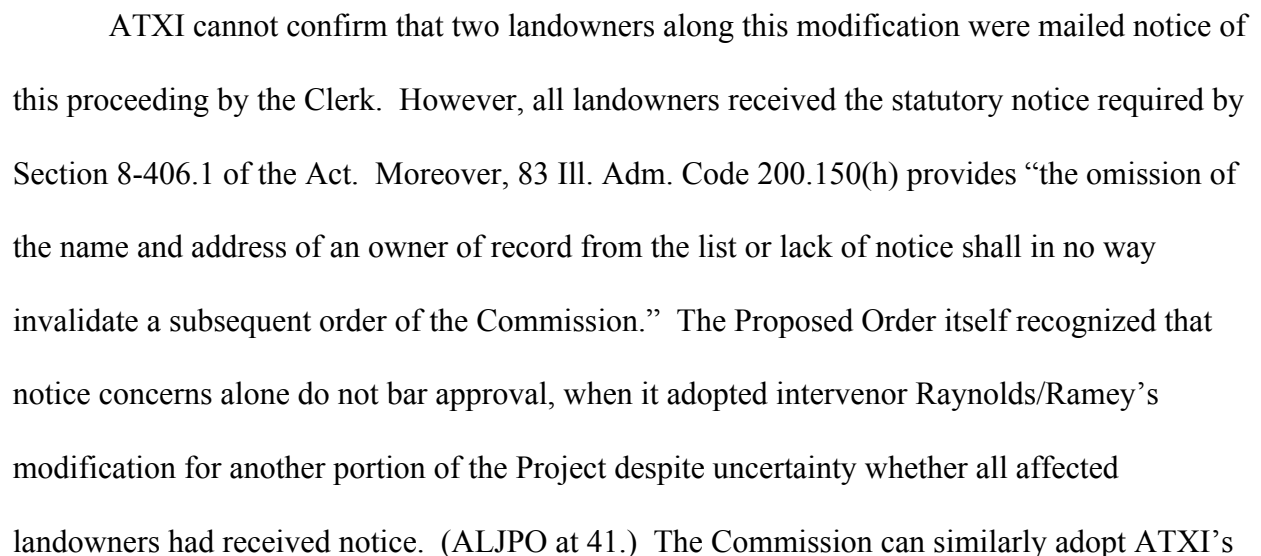 ATXI cannot confirm that two landowners along this modification were mailed notice of
this proceeding by the Clerk.  However, all landowners received the statutory notice required by
Section 8-406.1 of the Act.  Moreover, 83 Ill. Adm. Code 200.150(h) provides “the omission of
the name and address of an owner of record from the list or lack of notice shall in no way
invalidate a subsequent order of the Commission.”  The Proposed Order itself recognized that
notice concerns alone do not bar approval, when it adopted intervenor Raynolds/Ramey’s
modification for another portion of the Project despite uncertainty whether all affected
landowners had received notice.  (ALJPO at 41.)  The Commission can similarly adopt ATXI’s